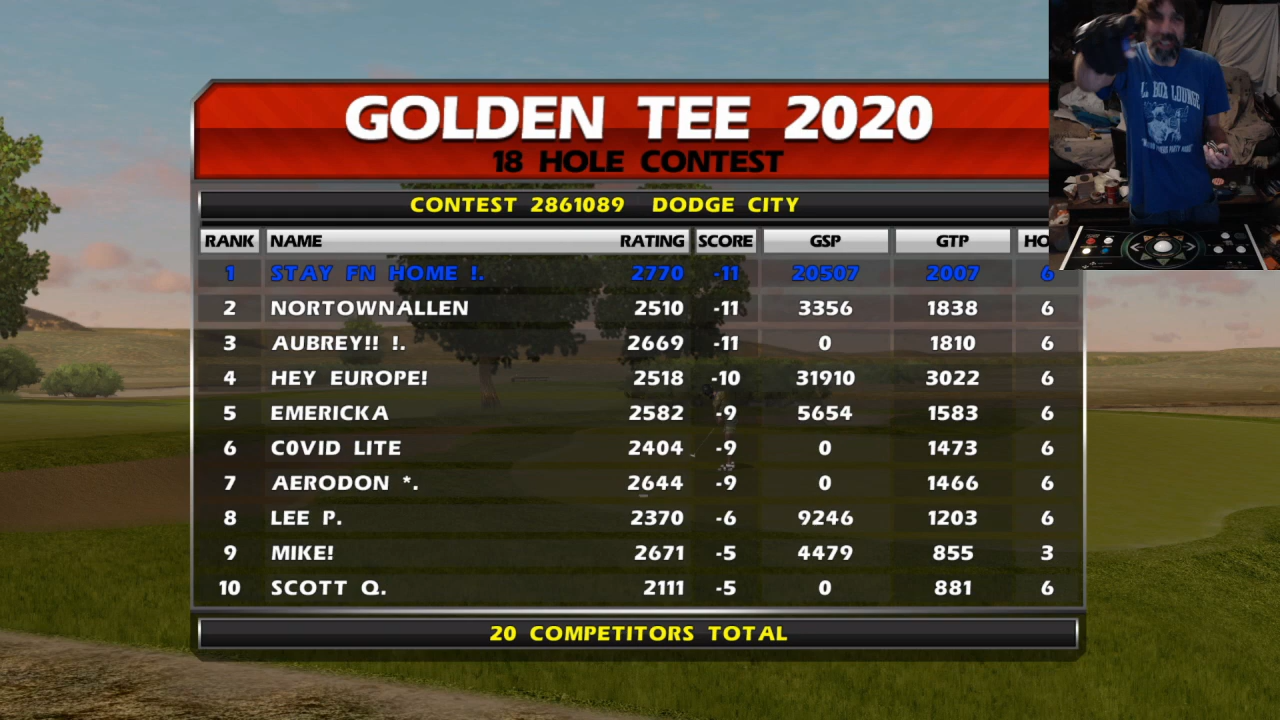 GOLDEN TEE 2020
18 HOLE CONTEST
CONTEST 2861089 DODGE CITY
RANK NAME RATING SCORE GSP GTP HO
1 STAY FN HOME !. 2770 -11 20507 2007 6
2 NORTOWNALLEN 2510 -11 3356 1838 6
3 AUBREY!! !. 2669 -11 0 1810 6
4 HEY EUROPE! 2518 -10 31910 3022 6
5 EMERICKA 2582 -9 5654 1583 6
6 C0VID LITE 2404 -9 0 1473 6
7 AERODON *. 2644 -9 0 1466 6
8 LEE P. 2370 -6 9246 1203 6
9 MIKE! 2671 -5 4479 855 3
10 SCOTT Q. 2111 -5 0 881 6
20 COMPETITORS TOTAL
LOUNGE